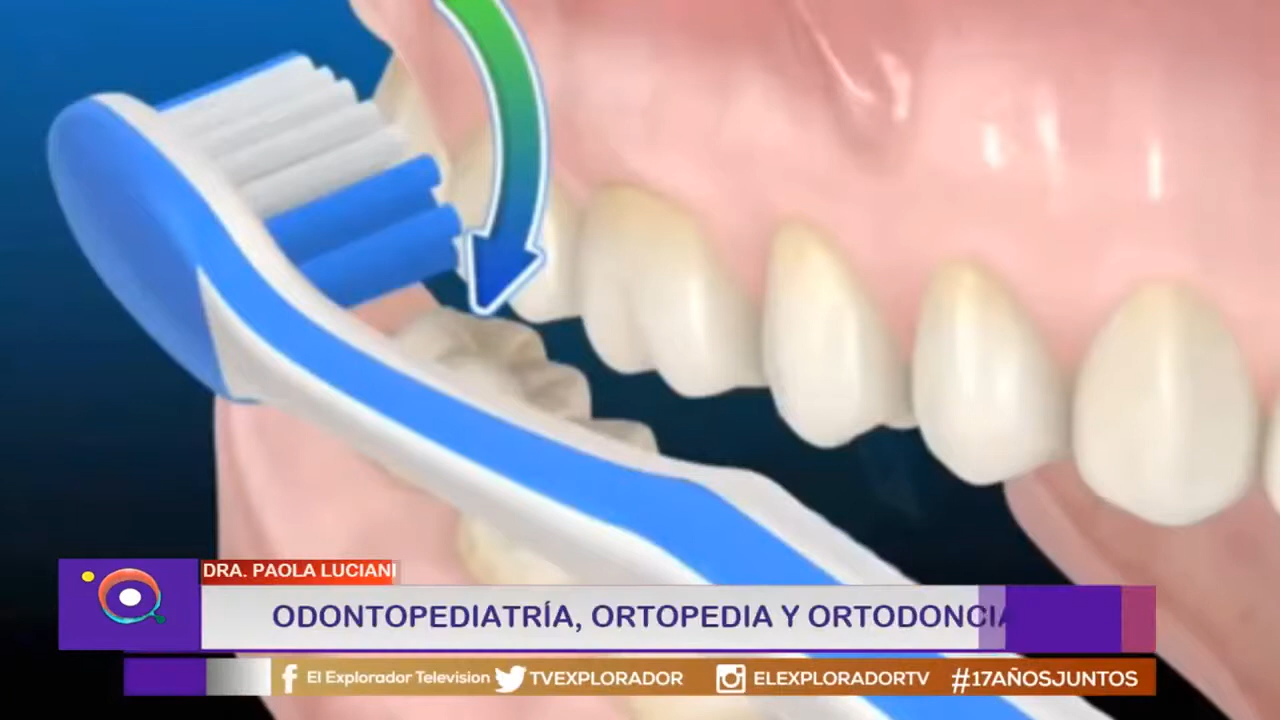 DRA. PAOLA LUCIANI
ODONTOPEDIATRÍA, ORTOPEDIA Y ORTODONCIA
El Explorador Television TVEXPLORADOR ELEXPLORADORTV #17AÑOSJUNTOS